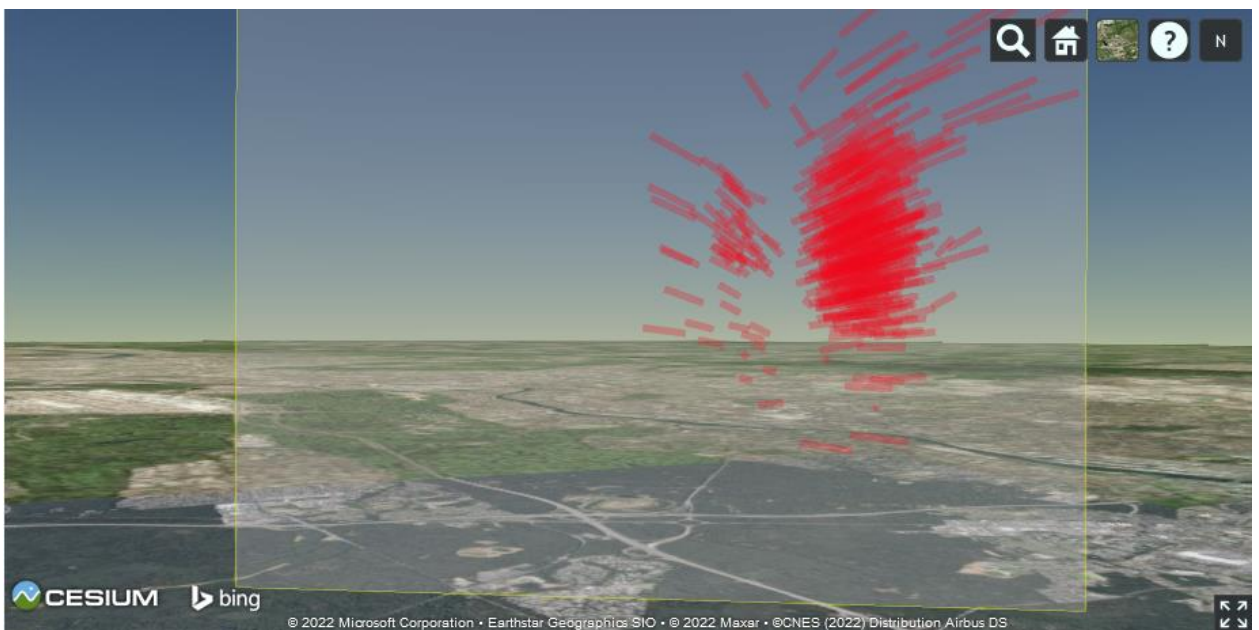 N
CESIUM
bing
© 2022 Microsoft Corporation • Earthstar Geographics SIO • © 2022 Maxar • ©CNES (2022) Distribution Airbus DS